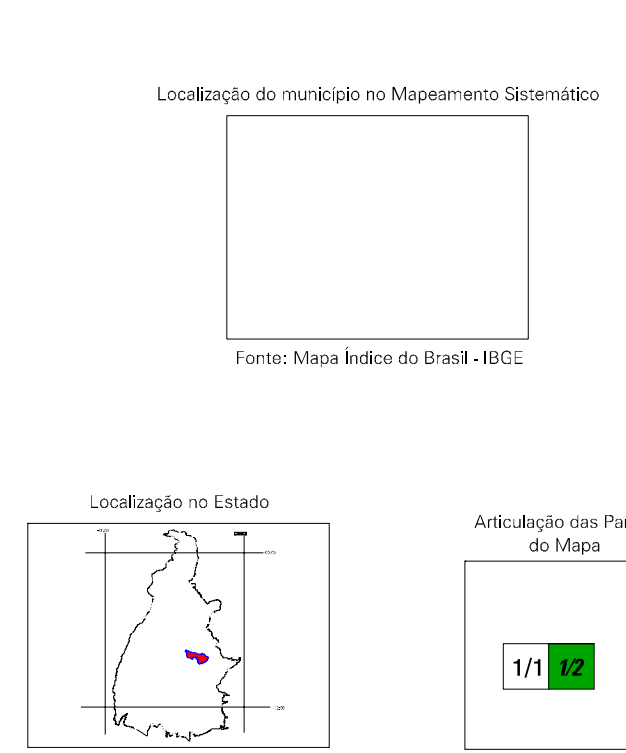 Localização do município no Mapeamento Sistemático
Fonte: Mapa Índice do Brasil - IBGE
Localização no Estado
Articulação das Par
do Mapa
1/1 1/2